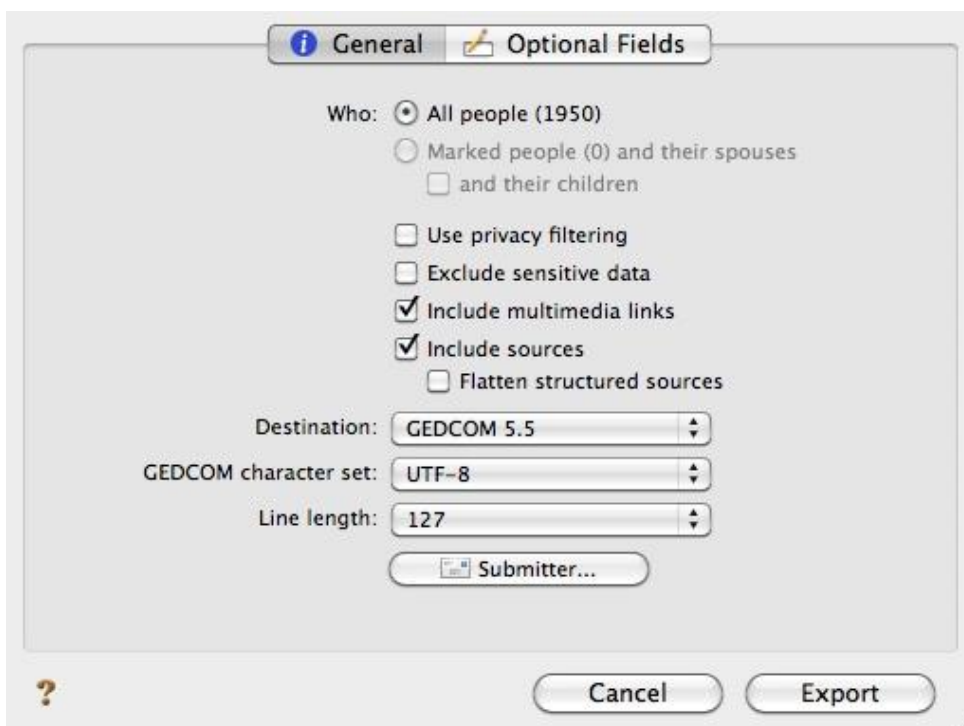 General Optional Fields
Who: All people (1950)
Marked people (0) and their spouses
and their children
Use privacy filtering
Exclude sensitive data
Include multimedia links
Include sources
Flatten structured sources
Destination: GEDCOM 5.5
GEDCOM character set: UTF-8
Line length: 127
Submitter...
? Cancel Export